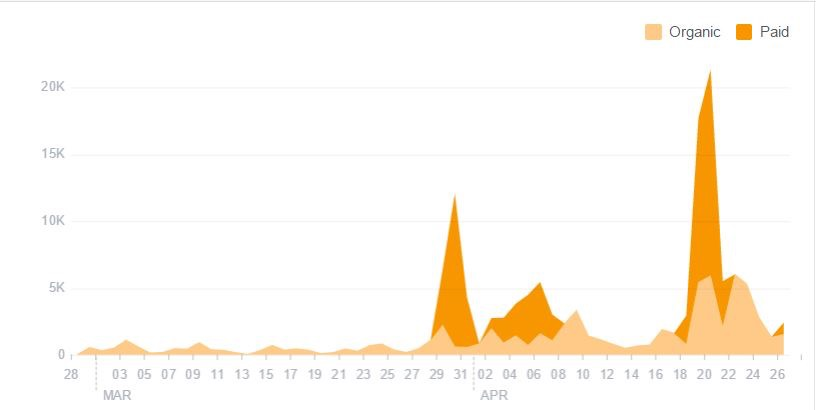 Organic Paid
20K
15K
10K
5K
0
28 03 05 07 09 11 13 15 17 19 21 23 25 27 29 31 02 04 06 08 10 12 14 16 18 20 22 24 26
MAR APR